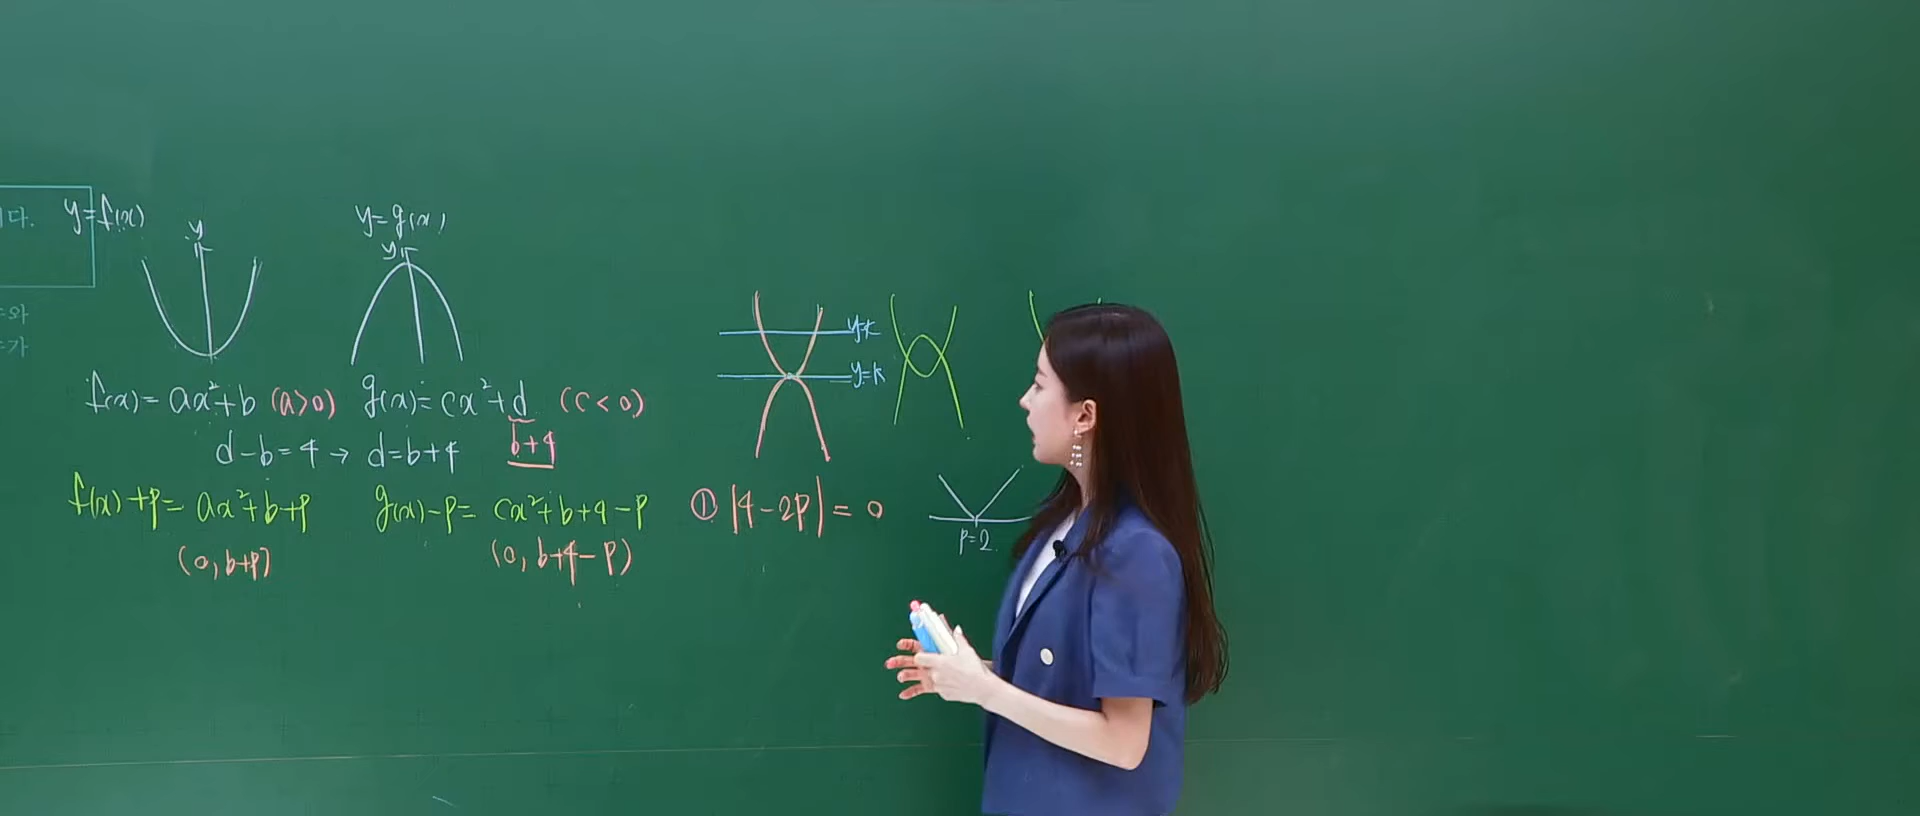 다.
와
가
y=f(x)
y
y=g(x)
y
f(x)=ax²+b (a>0)
g(x)=cx²+d (c<0)
b+4
d-b=4→d=b+4
f(x)+p=ax²+b+p
(0, b+p)
g(x)-p=cx²+b+4-p
(0, b+4-p)
y=k
y=k
① |4-2p|=0
p=2